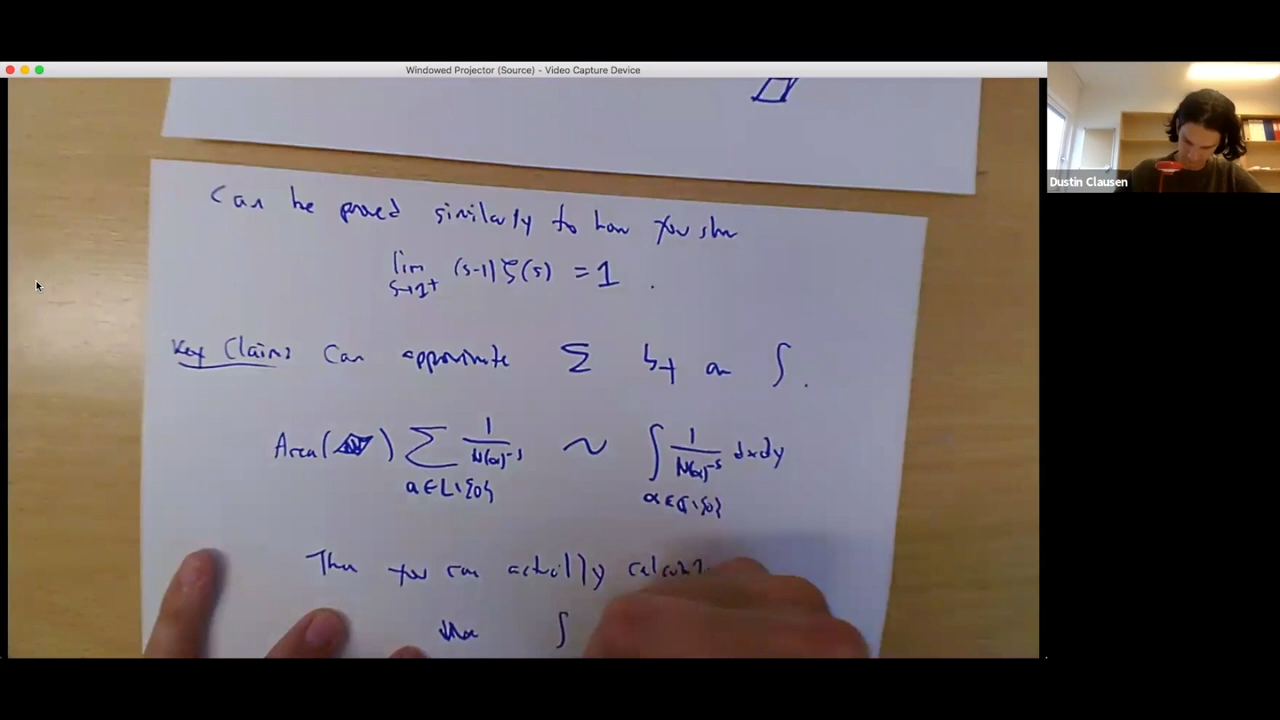 Windowed Projector (Source) - Video Capture Device
Dustin Clausen
Can be proved similarly to how you show
lim (s-1) ζ(s) = 1 .
s→1+
Key Claim: Can approximate Σ by an ∫ .
Area( ) Σ 1/N(α)^-s ~ ∫ 1/N(α)^-s dxdy
α∈L\{0} α∈ℂ\{0}
Then you can actually
the ∫